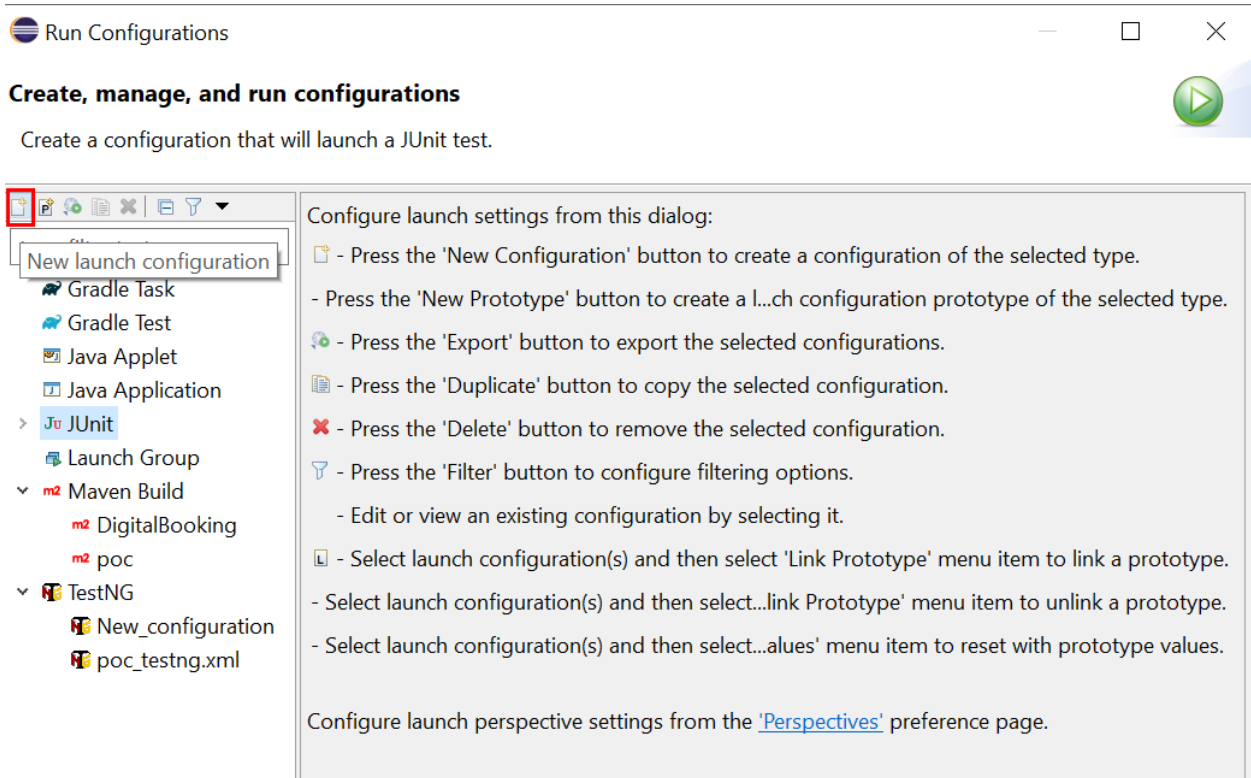 Run Configurations
Create, manage, and run configurations
Create a configuration that will launch a JUnit test.
New launch configuration
Gradle Task
Gradle Test
Java Applet
Java Application
JUnit
Launch Group
Maven Build
DigitalBooking
poc
TestNG
New_configuration
poc_testng.xml
Configure launch settings from this dialog:
- Press the 'New Configuration' button to create a configuration of the selected type.
- Press the 'New Prototype' button to create a l...ch configuration prototype of the selected type.
- Press the 'Export' button to export the selected configurations.
- Press the 'Duplicate' button to copy the selected configuration.
- Press the 'Delete' button to remove the selected configuration.
- Press the 'Filter' button to configure filtering options.
- Edit or view an existing configuration by selecting it.
- Select launch configuration(s) and then select 'Link Prototype' menu item to link a prototype.
- Select launch configuration(s) and then select...link Prototype' menu item to unlink a prototype.
- Select launch configuration(s) and then select...alues' menu item to reset with prototype values.
Configure launch perspective settings from the 'Perspectives' preference page.